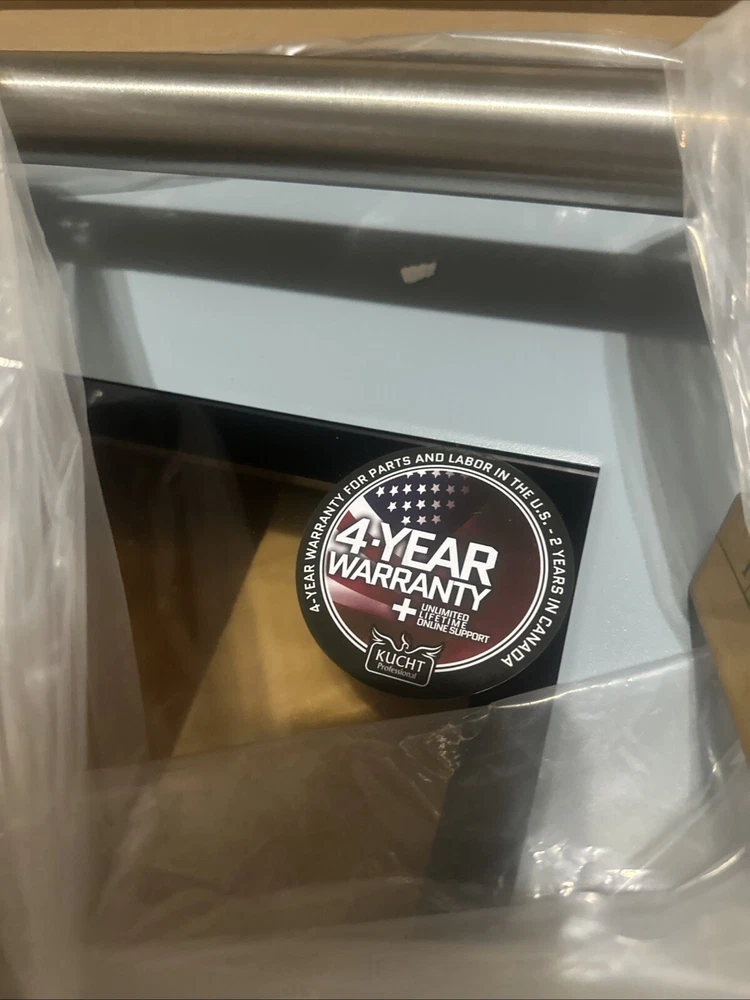 4-YEAR WARRANTY FOR PARTS AND LABOR IN THE U.S. - 2 YEARS IN CANADA
4-YEAR
WARRANTY
+ UNLIMITED
LIFETIME
ONLINE SUPPORT
KUCHT
Professional